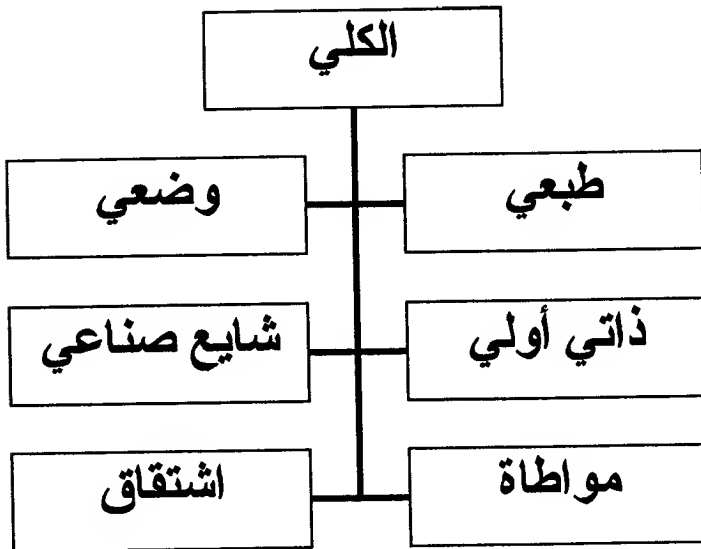 الكلي
طبعي
وضعي
ذاتي أولي
شايع صناعي
مواطاة
اشتقاق